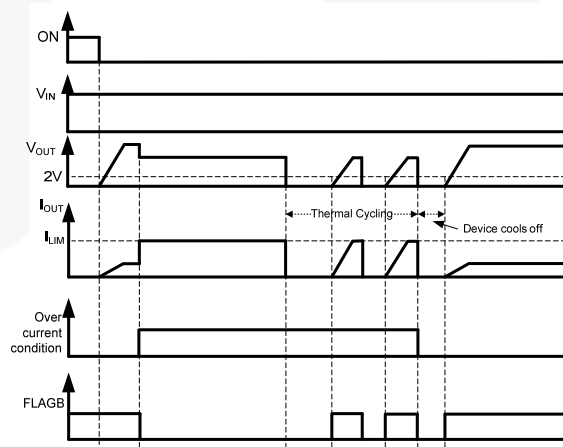 ON
VIN
VOUT
2V
IOUT
Thermal Cycling
ILIM
Device cools off
Over
current
condition
FLAGB